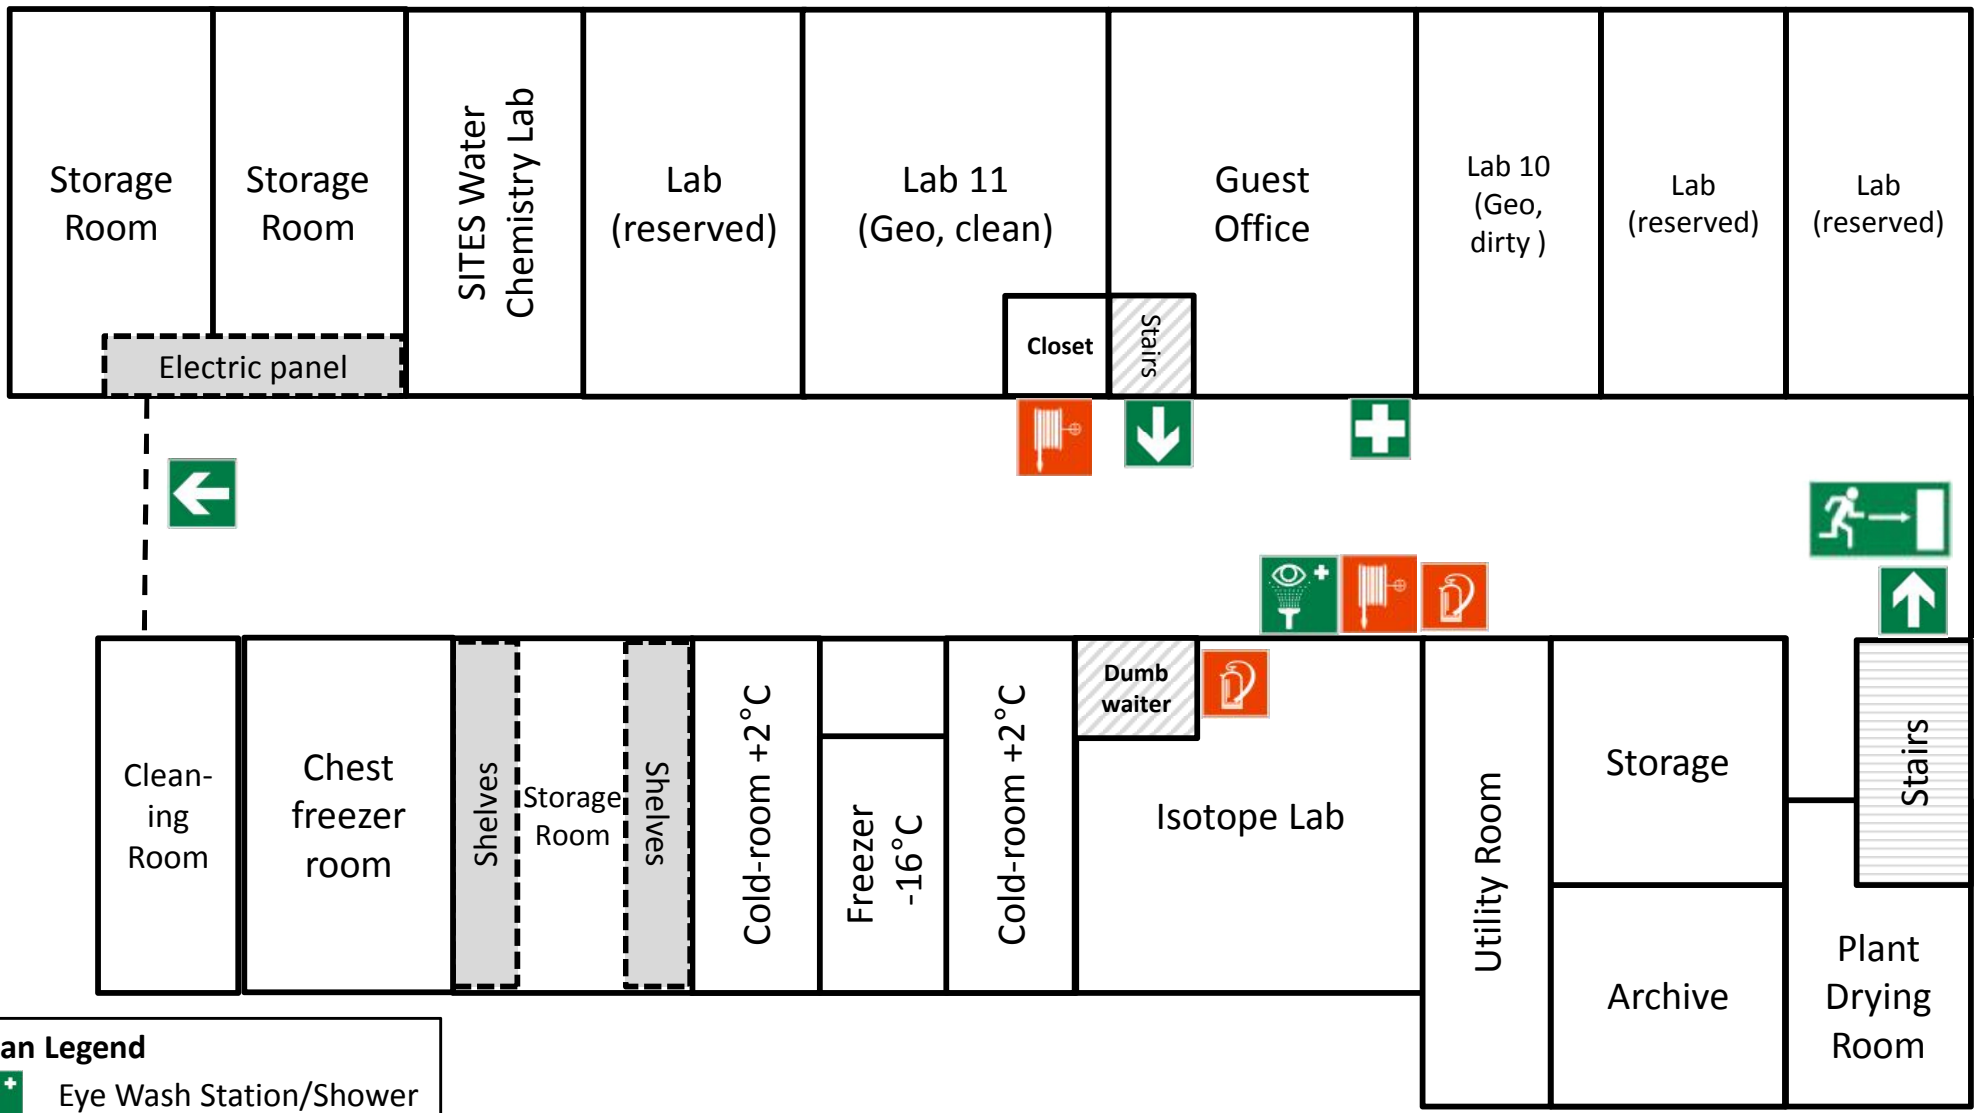 Storage
Room
Storage
Room
Electric panel
SITES Water
Chemistry Lab
Lab
(reserved)
Lab 11
(Geo, clean)
Closet
Stairs
Guest
Office
Lab 10
(Geo,
dirty )
Lab
(reserved)
Lab
(reserved)
Clean-
ing
Room
Chest
freezer
room
Shelves
Storage
Room
Shelves
Cold-room +2°C
Freezer
-16°C
Cold-room +2°C
Dumb
waiter
Isotope Lab
Utility Room
Storage
Archive
Stairs
Plant
Drying
Room
an Legend
Eye Wash Station/Shower